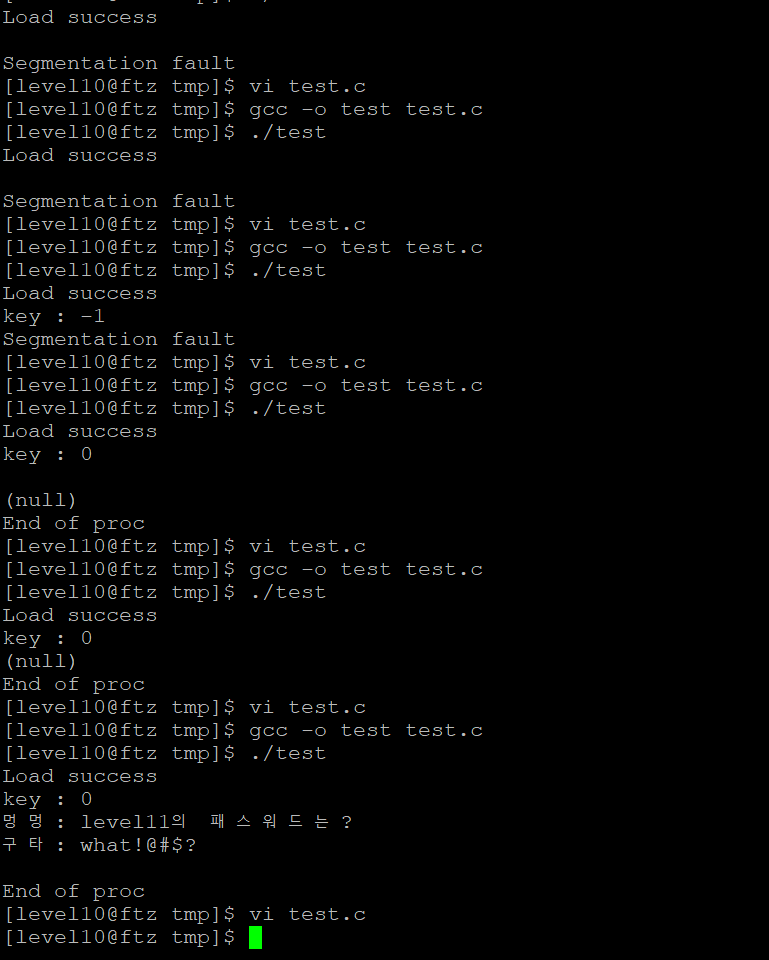 Load success
Segmentation fault
[level10@ftz tmp]$ vi test.c
[level10@ftz tmp]$ gcc -o test test.c
[level10@ftz tmp]$ ./test
Load success
Segmentation fault
[level10@ftz tmp]$ vi test.c
[level10@ftz tmp]$ gcc -o test test.c
[level10@ftz tmp]$ ./test
Load success
key : -1
Segmentation fault
[level10@ftz tmp]$ vi test.c
[level10@ftz tmp]$ gcc -o test test.c
[level10@ftz tmp]$ ./test
Load success
key : 0
(null)
End of proc
[level10@ftz tmp]$ vi test.c
[level10@ftz tmp]$ gcc -o test test.c
[level10@ftz tmp]$ ./test
Load success
key : 0
(null)
End of proc
[level10@ftz tmp]$ vi test.c
[level10@ftz tmp]$ gcc -o test test.c
[level10@ftz tmp]$ ./test
Load success
key : 0
멍멍 : level11의 패스워드는?
구타 : what!@#$?
End of proc
[level10@ftz tmp]$ vi test.c
[level10@ftz tmp]$